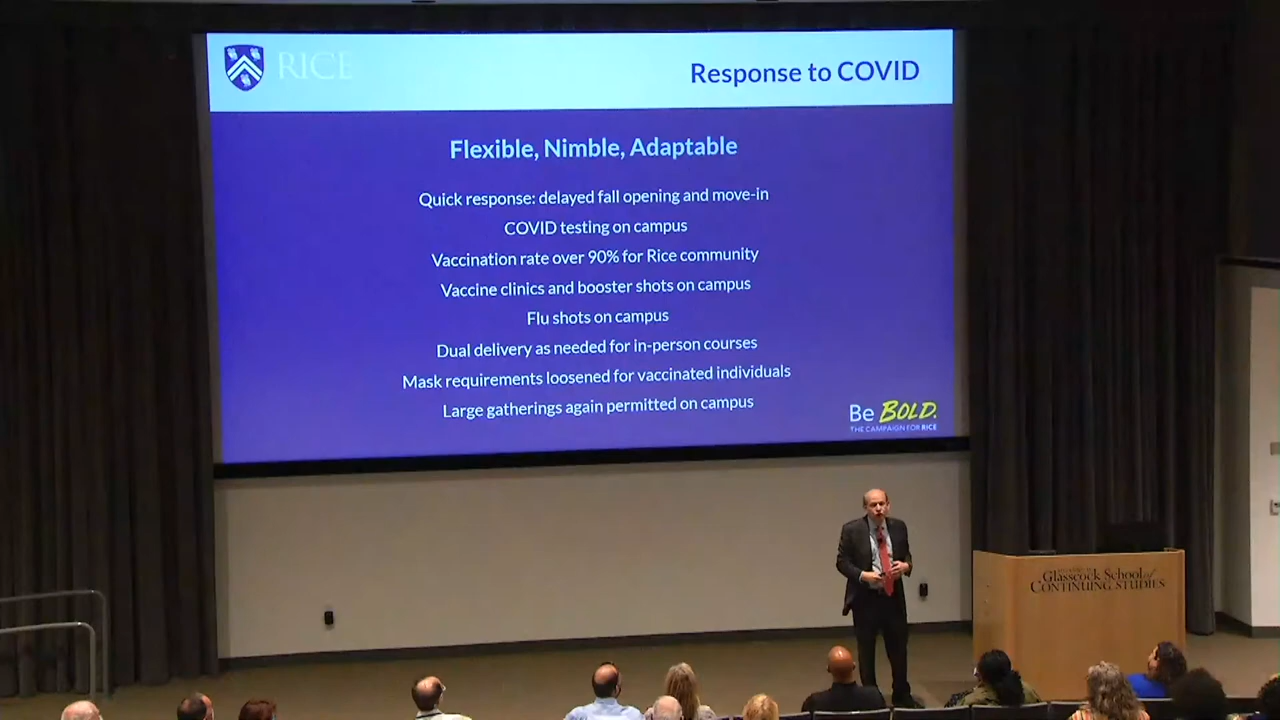 RICE
Response to COVID
Flexible, Nimble, Adaptable
Quick response: delayed fall opening and move-in
COVID testing on campus
Vaccination rate over 90% for Rice community
Vaccine clinics and booster shots on campus
Flu shots on campus
Dual delivery as needed for in-person courses
Mask requirements loosened for vaccinated individuals
Large gatherings again permitted on campus
Be BOLD.
THE CAMPAIGN FOR RICE
Glasscock School of
CONTINUING STUDIES